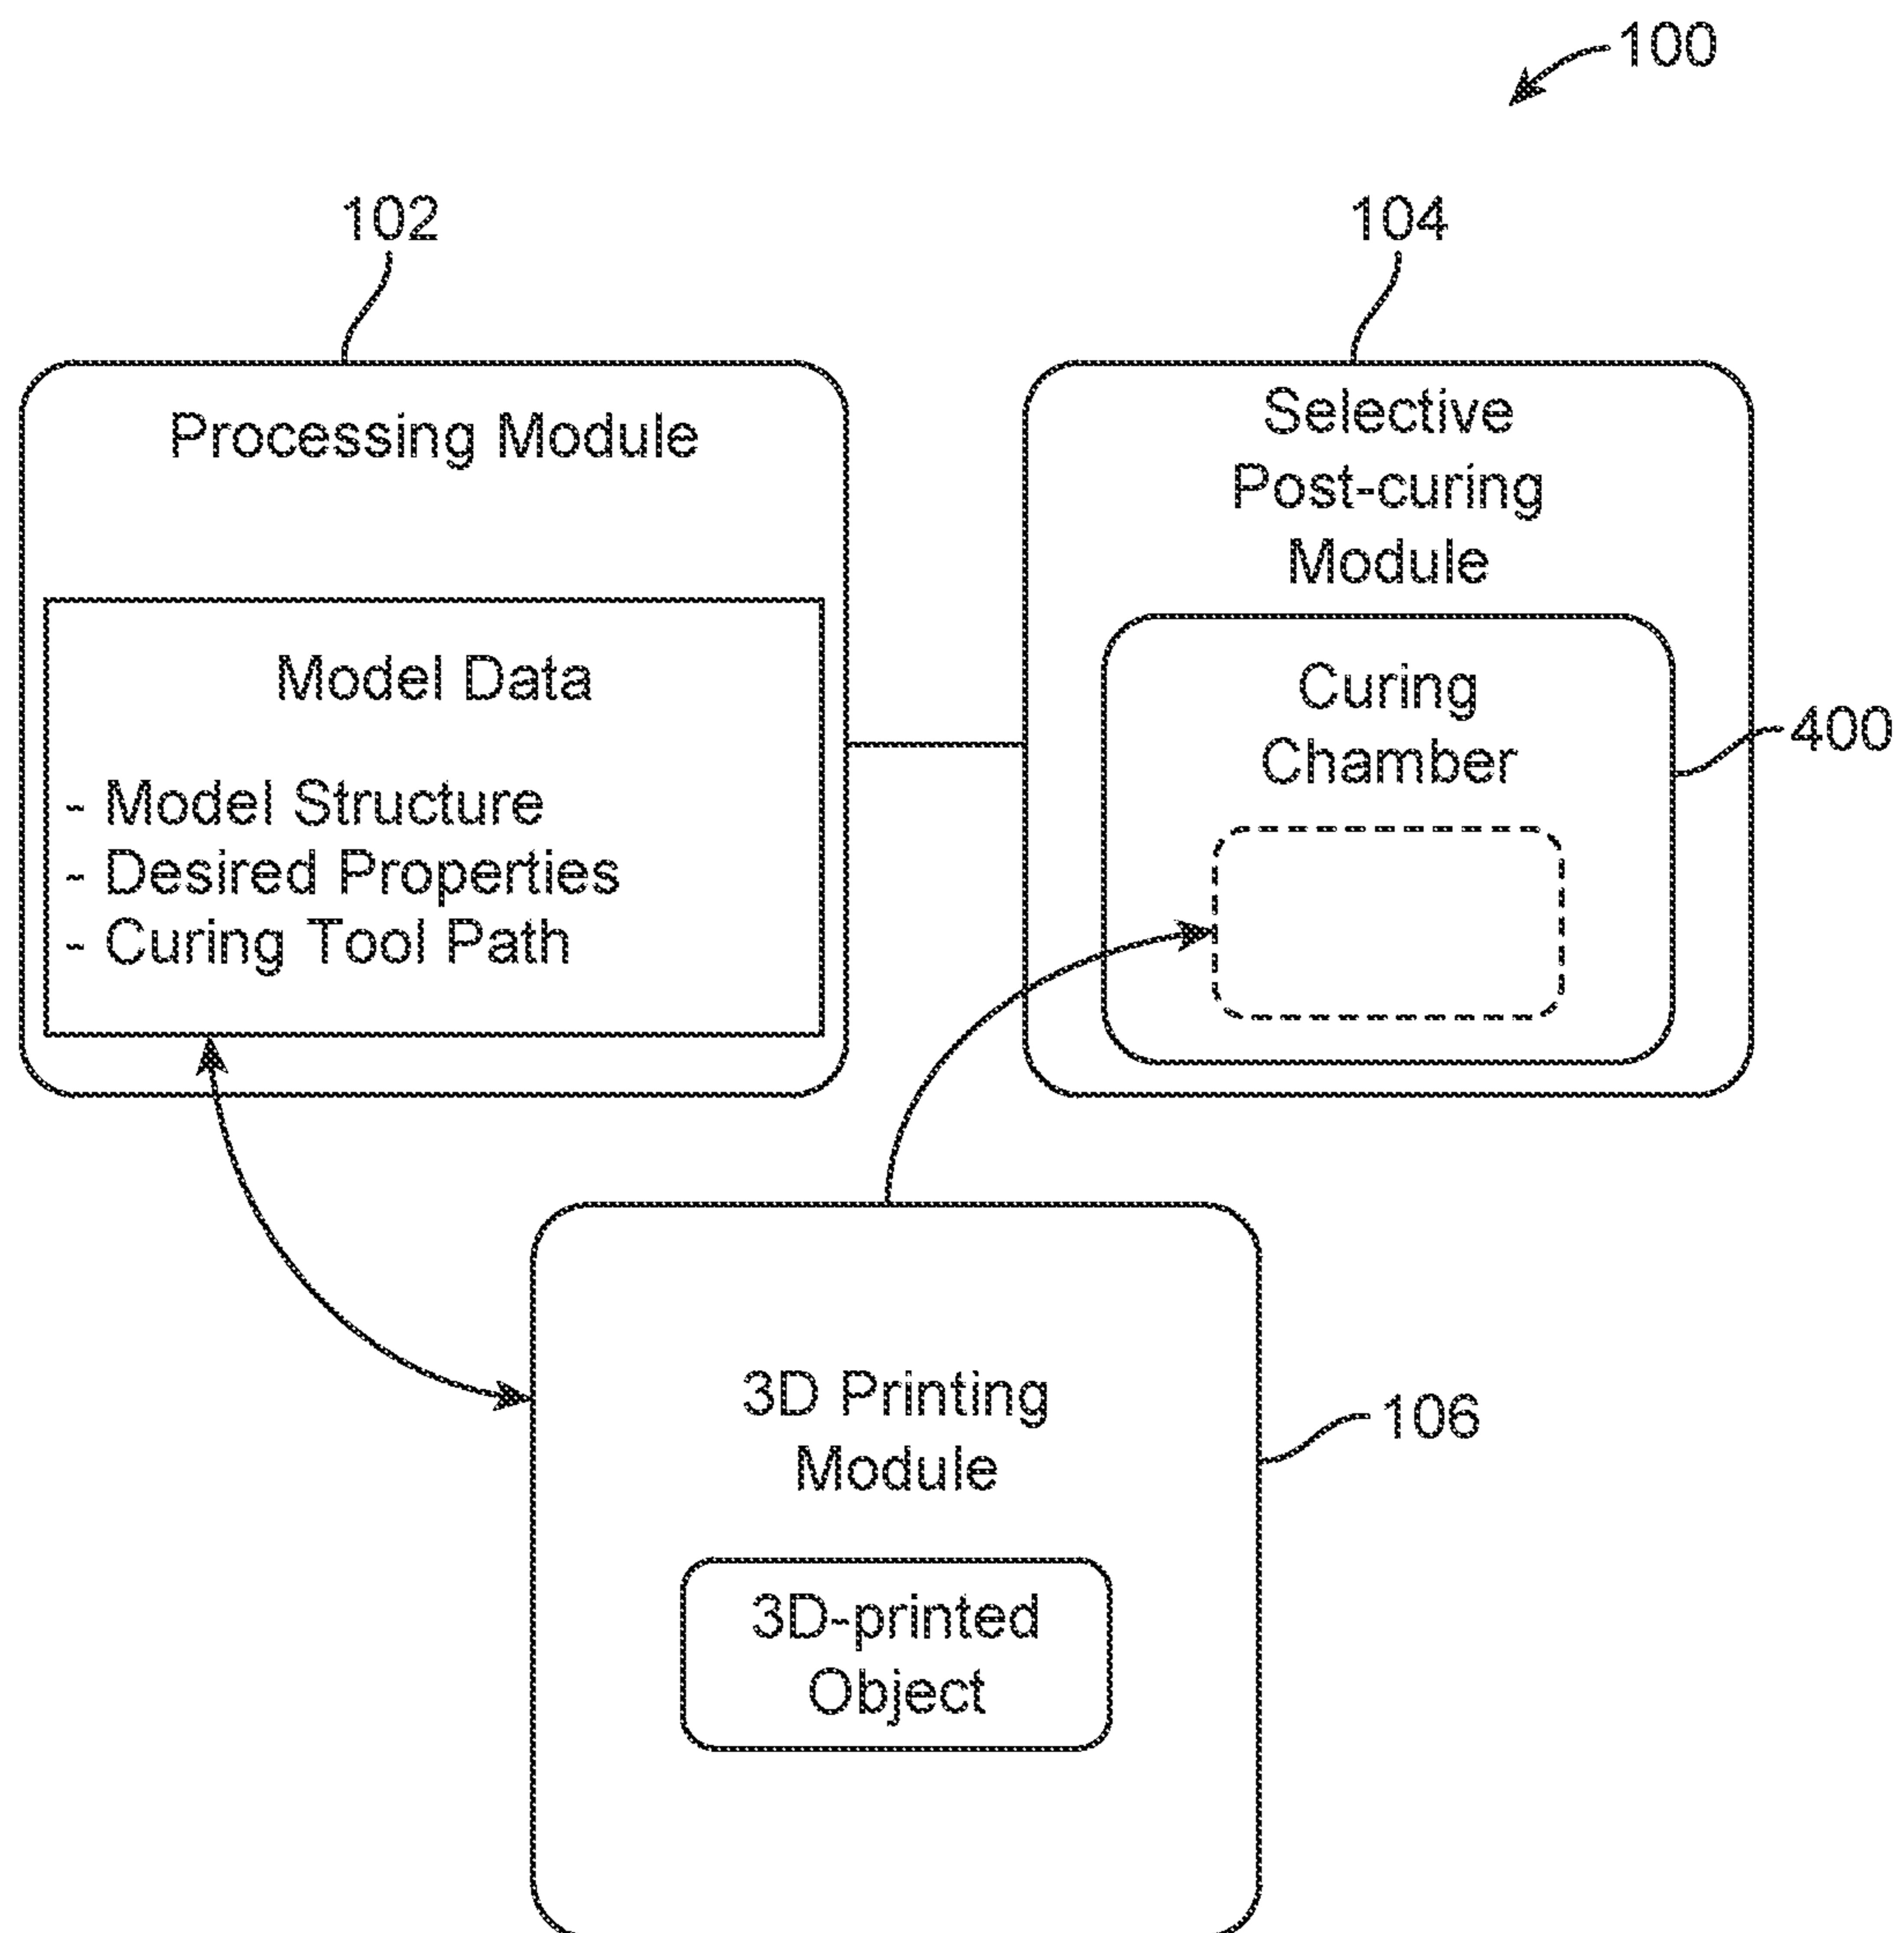 100
102
104
Processing Module
Model Data
- Model Structure
- Desired Properties
- Curing Tool Path
Selective
Post-curing
Module
Curing
Chamber
400
3D Printing
Module
106
3D-printed
Object